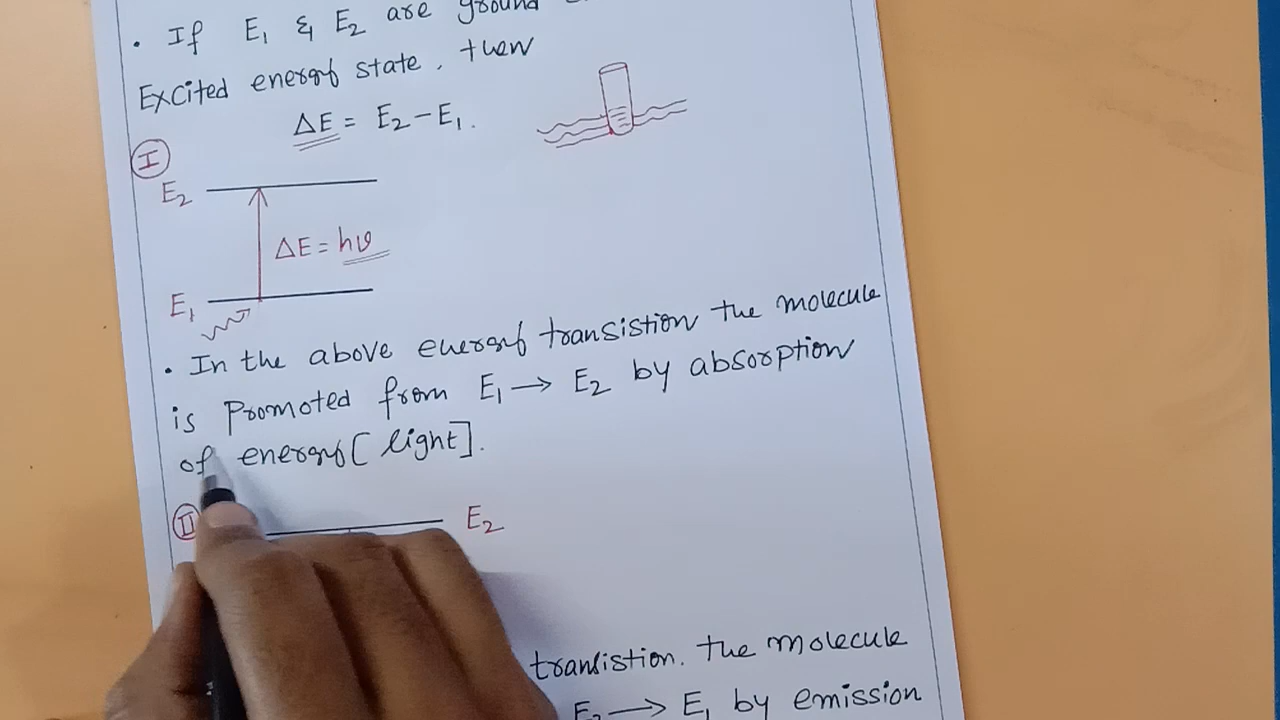 . If E₁ & E₂ are ground
Excited energy state, then
ΔE = E₂ - E₁.
I
E₂
ΔE = hυ
E₁
. In the above energy transistion the molecule
is Promoted from E₁ → E₂ by absorption
of energy [light].
II
E₂
transistion. The molecule
E₂ → E₁ by emission